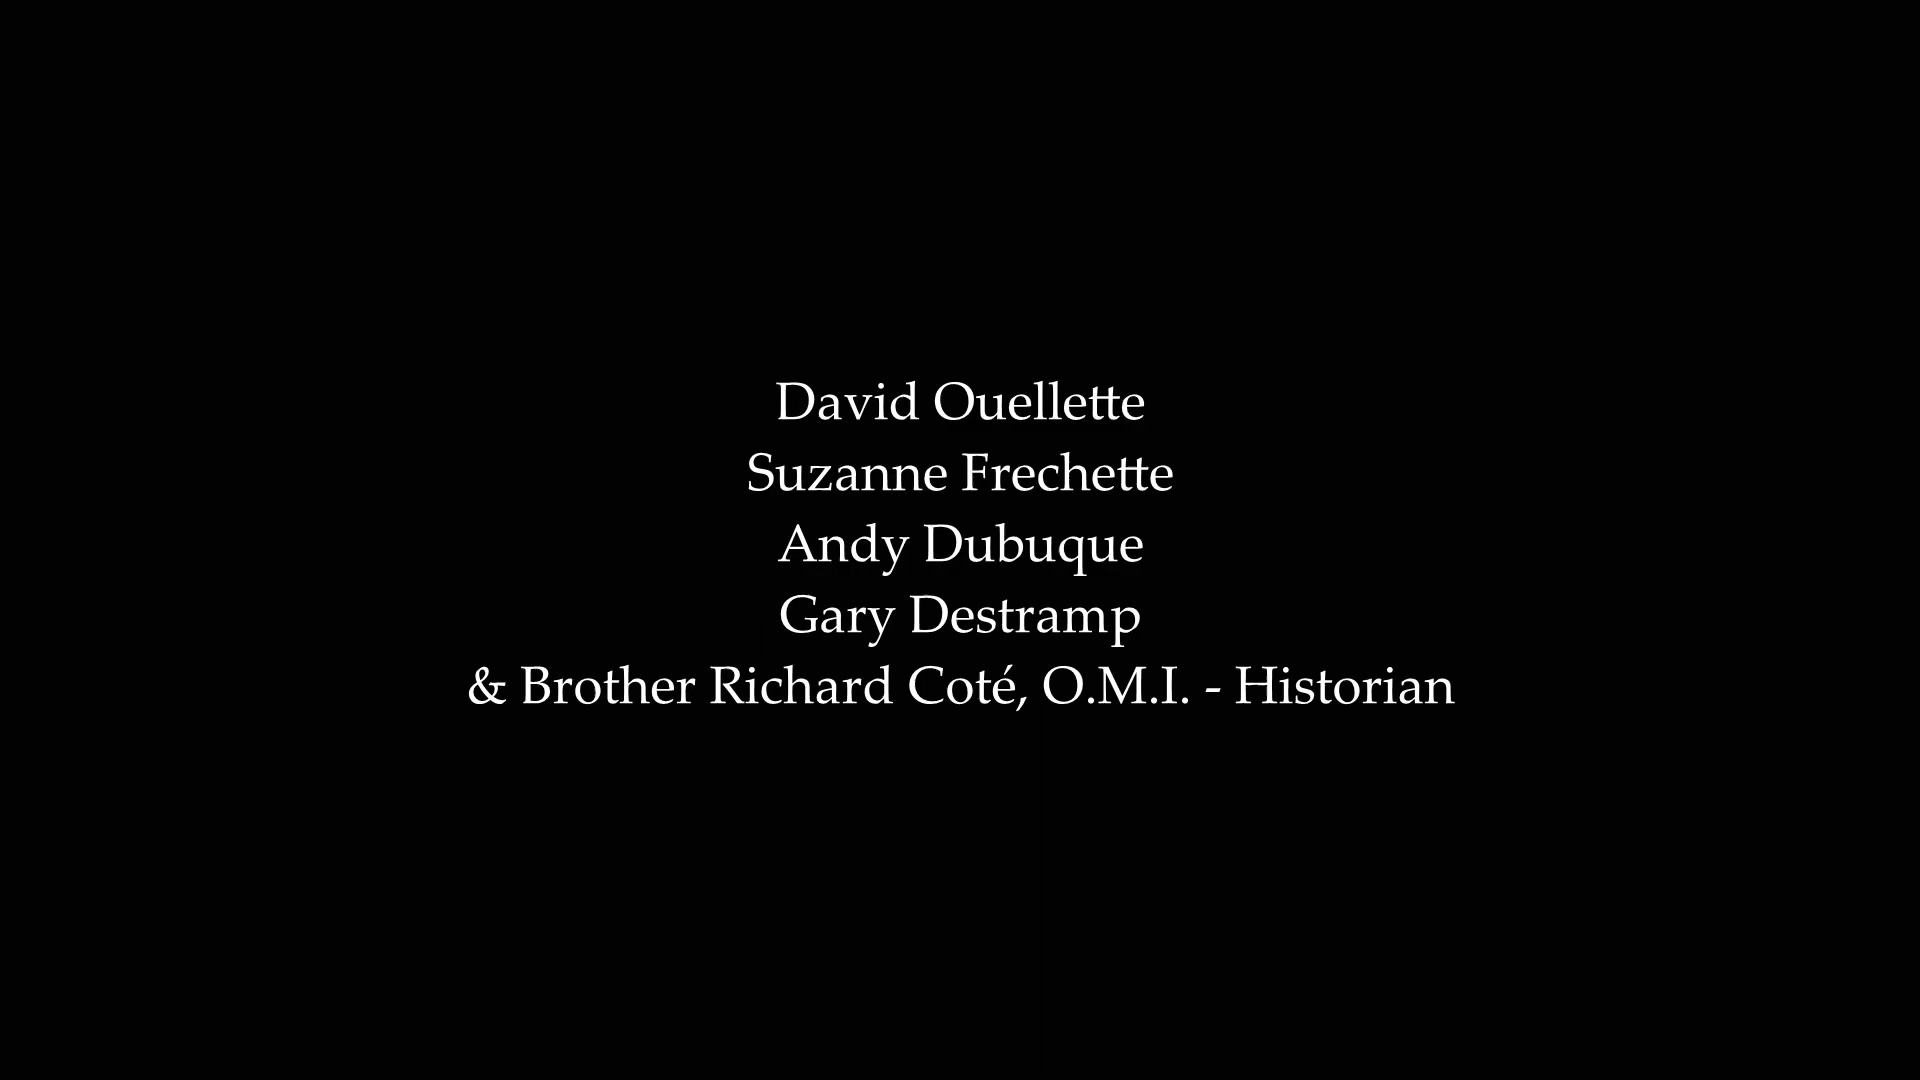 David Ouellette
Suzanne Frechette
Andy Dubuque
Gary Destramp
& Brother Richard Coté, O.M.I. - Historian